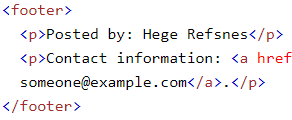 <footer>
<p>Posted by: Hege Refsnes</p>
<p>Contact information: <a href
someone@example.com</a>.</p>
</footer>